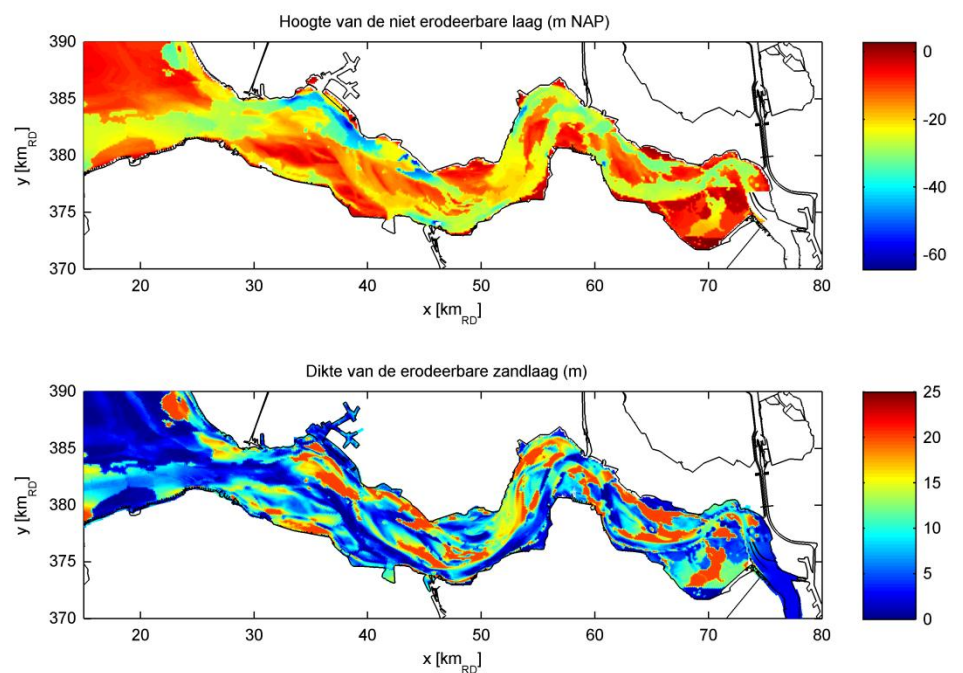 Hoogte van de niet erodeerbare laag (m NAP)
390
385
380
375
370
y [km_RD]
20 30 40 50 60 70 80
x [km_RD]
0
-20
-40
-60
Dikte van de erodeerbare zandlaag (m)
390
385
380
375
370
y [km_RD]
20 30 40 50 60 70 80
x [km_RD]
25
20
15
10
5
0